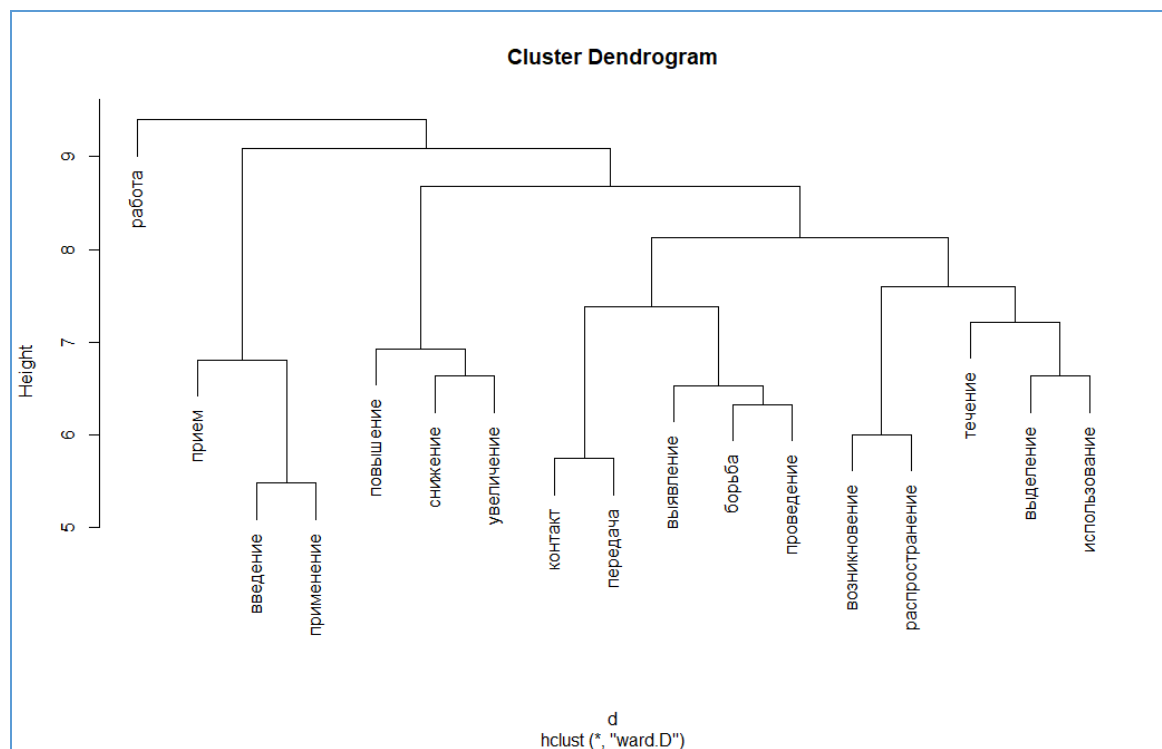 Cluster Dendrogram
Height
9
8
7
6
5
работа
прием
введение
применение
повышение
снижение
увеличение
контакт
передача
выявление
борьба
проведение
возникновение
распространение
течение
выделение
использование
d
hclust (*, "ward.D")